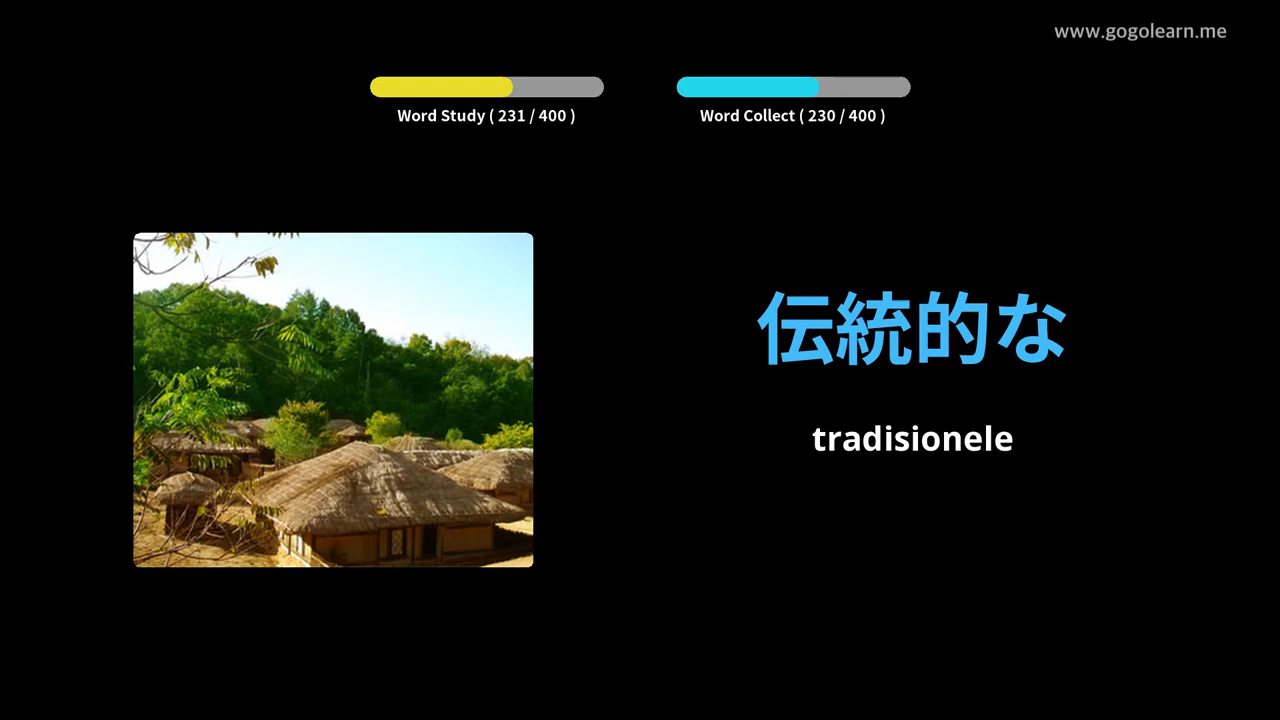 www.gogolearn.me
Word Study ( 231 / 400 )
Word Collect ( 230 / 400 )
伝統的な
tradisionele